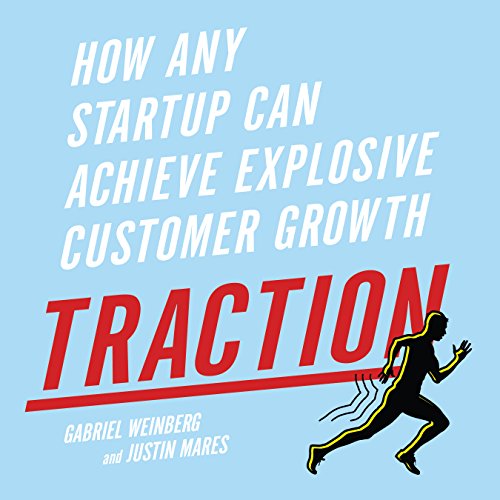 HOW ANY
STARTUP CAN
ACHIEVE EXPLOSIVE
CUSTOMER GROWTH
TRACTION
GABRIEL WEINBERG
and JUSTIN MARES